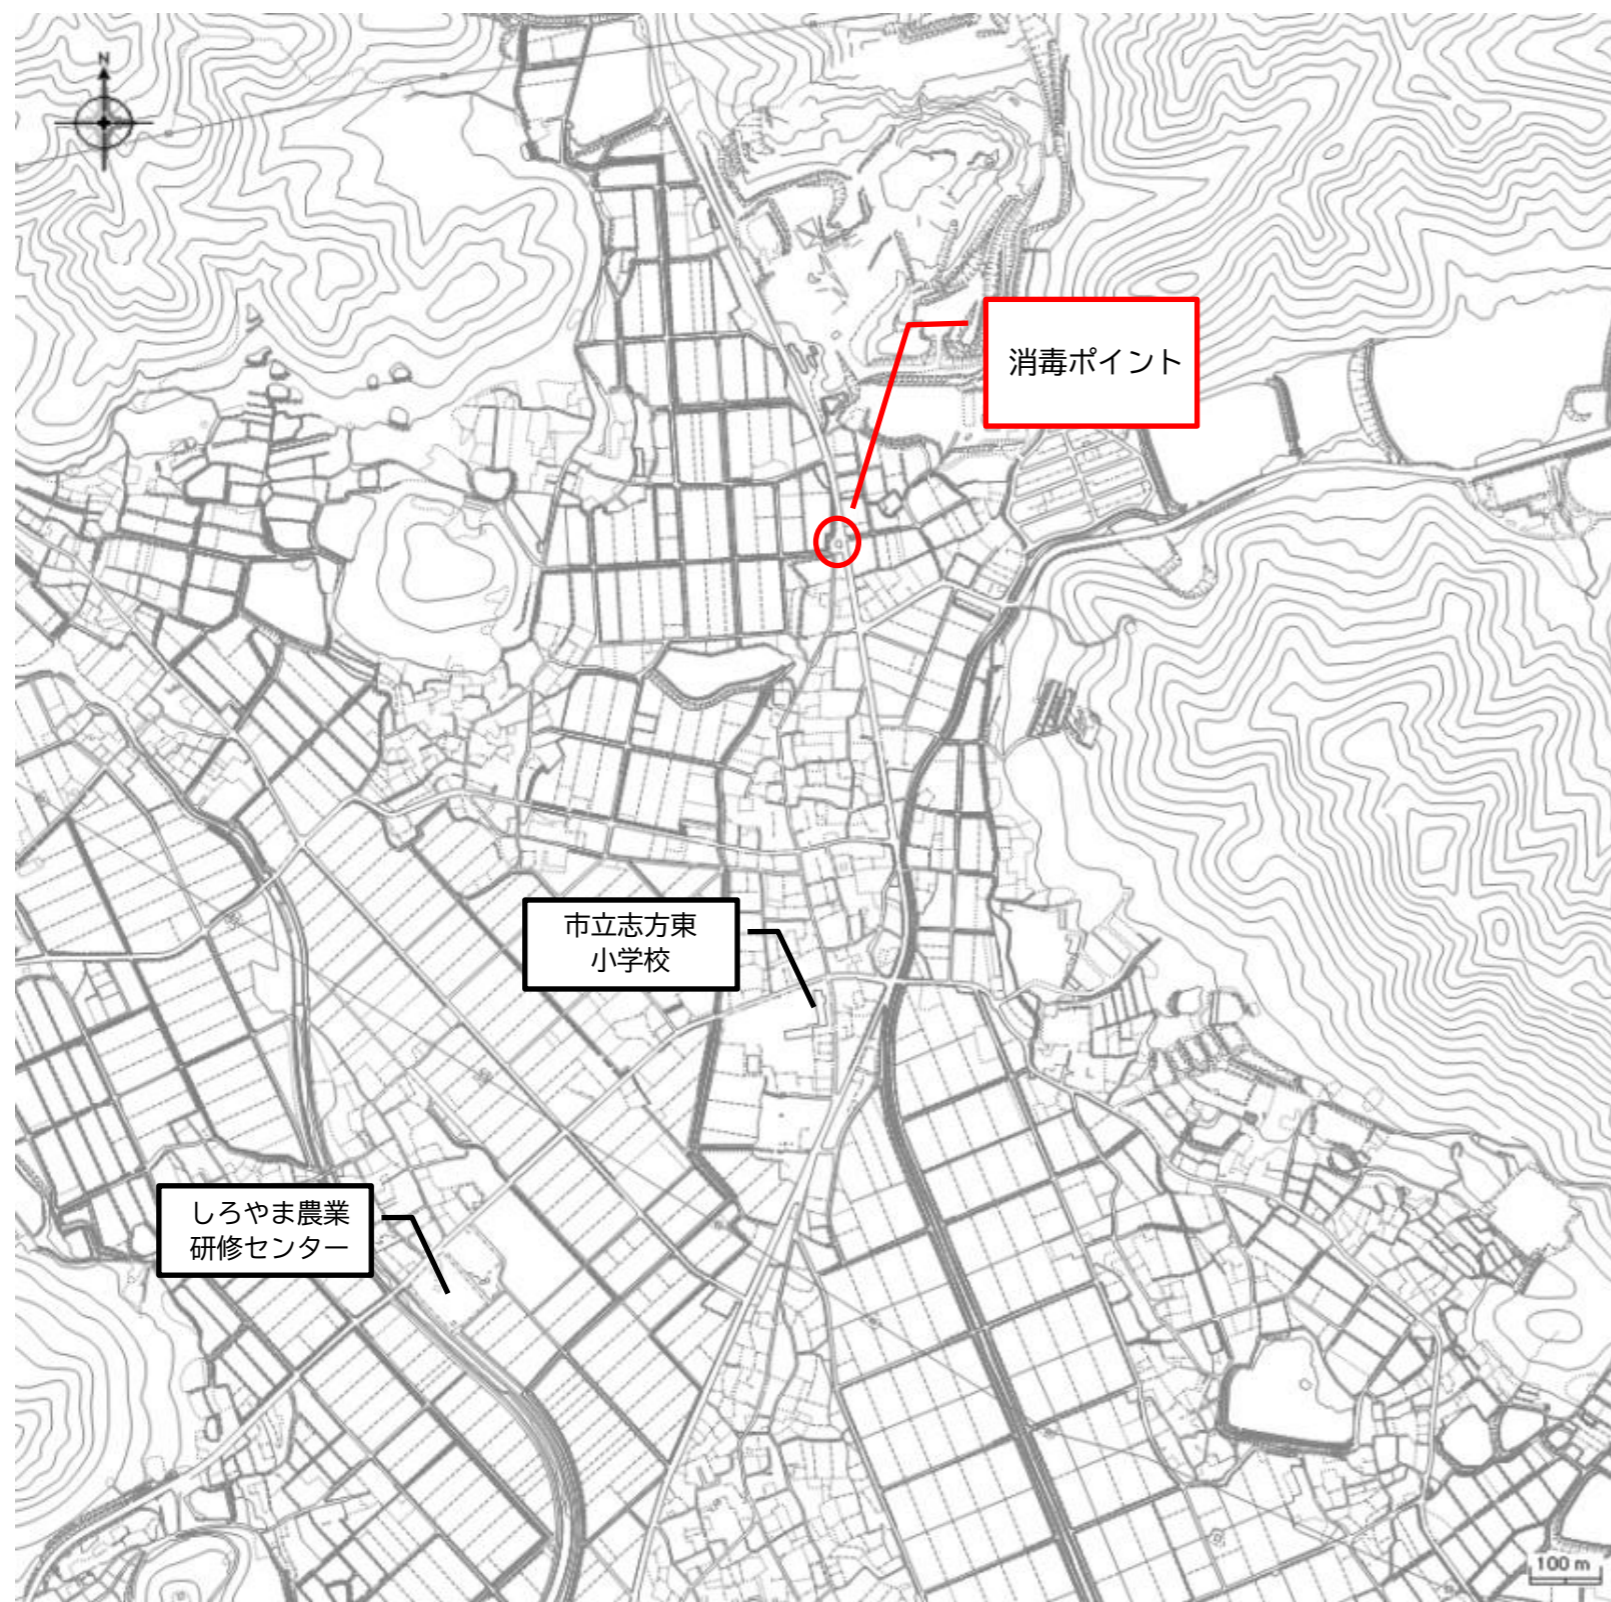 N
消毒ポイント
市立志方東
小学校
しろやま農業
研修センター
100 m